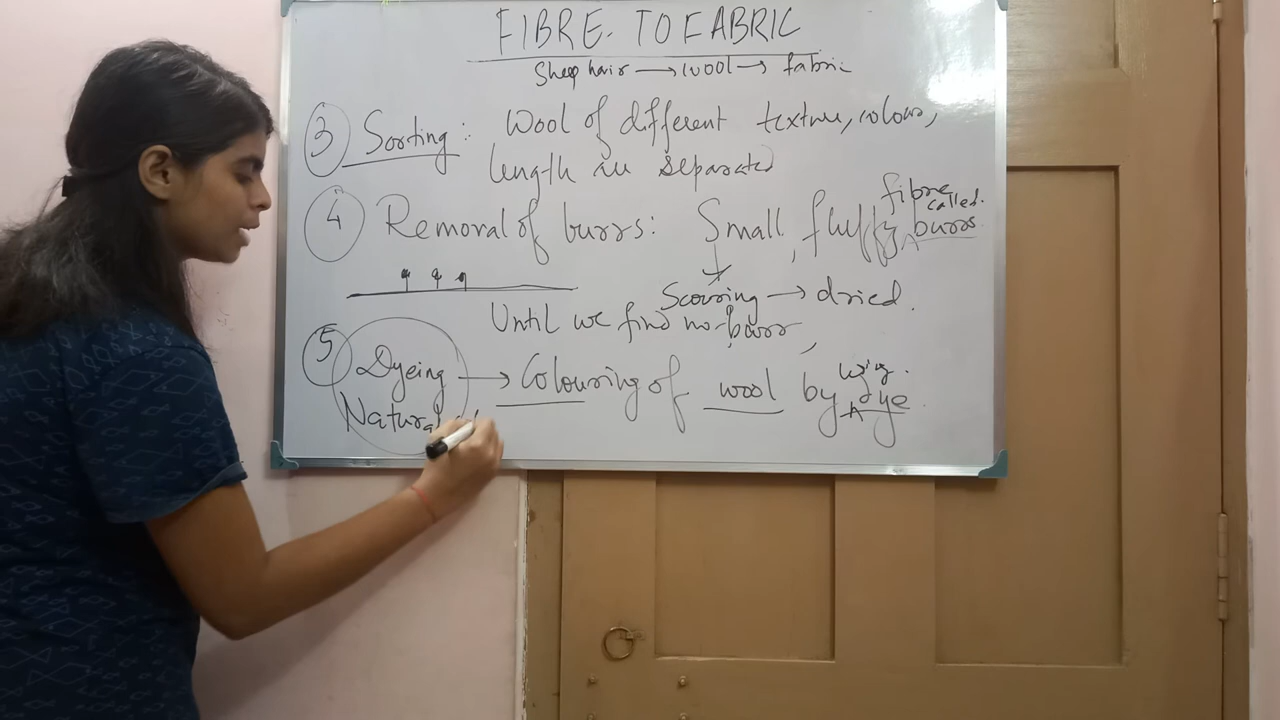 FIBRE TO FABRIC
Sheep hair → wool → fabric
3 Sorting : Wool of different texture, colour,
length are separated
4 Removal of burrs : Small, fluffy fibre called burrs.
Scouring → dried.
Until we find no burr,
5 Dyeing → Colouring of wool by using dye.
Natural